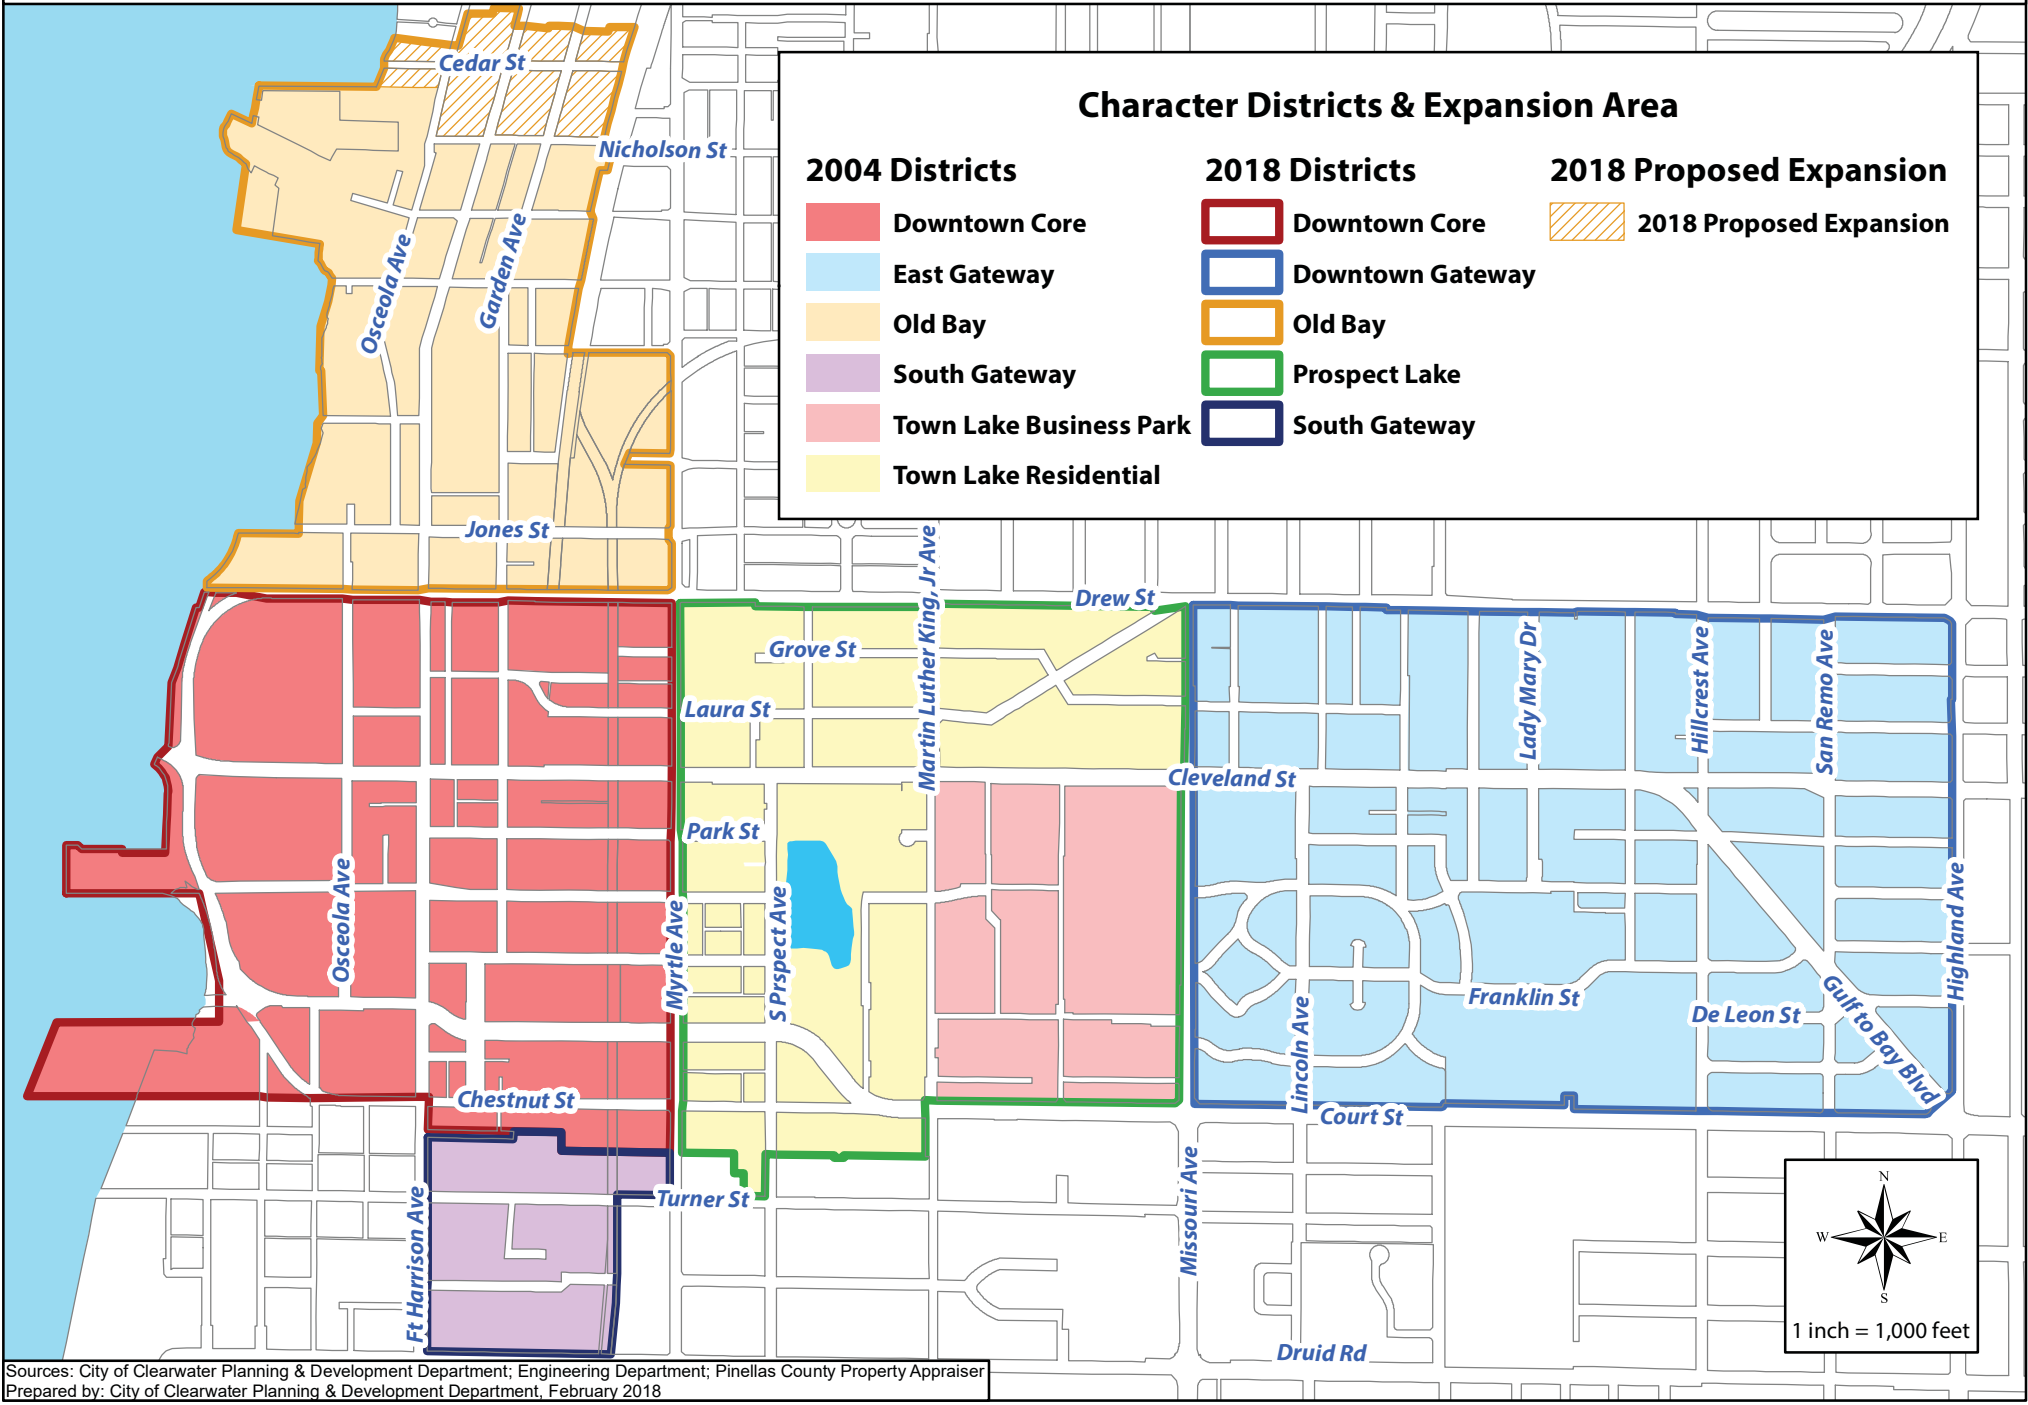 Cedar St
Character Districts & Expansion Area
Nicholson St
2004 Districts
2018 Districts
2018 Proposed Expansion
Downtown Core
Downtown Core
2018 Proposed Expansion
East Gateway
Downtown Gateway
Old Bay
Old Bay
South Gateway
Prospect Lake
Town Lake Business Park
South Gateway
Town Lake Residential
Osceola Ave
Garden Ave
Jones St
Martin Luther King, Jr Ave
Drew St
Grove St
Laura St
Lady Mary Dr
Hillcrest Ave
San Remo Ave
Cleveland St
Park St
Osceola Ave
Myrtle Ave
S Prspect Ave
Highland Ave
Franklin St
De Leon St
Gulf to Bay Blvd
Lincoln Ave
Chestnut St
Court St
Turner St
Ft Harrison Ave
Missouri Ave
Druid Rd
N
W
E
S
1 inch = 1,000 feet
Sources: City of Clearwater Planning & Development Department; Engineering Department; Pinellas County Property Appraiser
Prepared by: City of Clearwater Planning & Development Department, February 2018